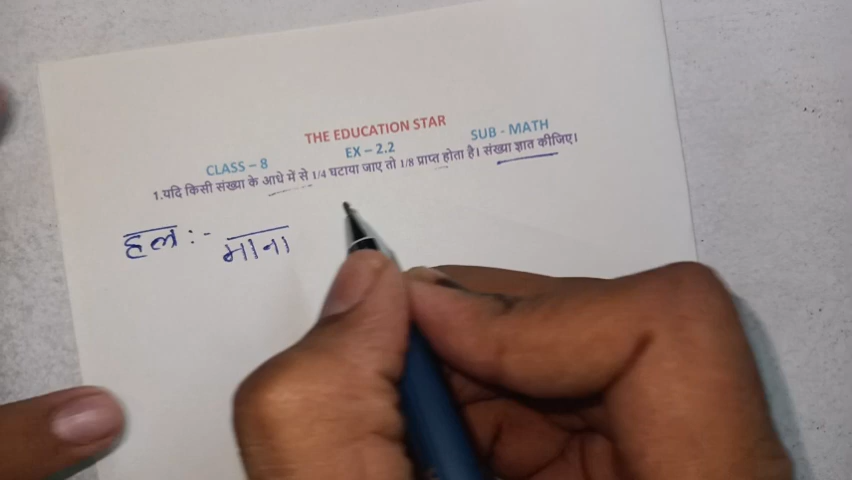 THE EDUCATION STAR
CLASS – 8 EX – 2.2 SUB - MATH
1.यदि किसी संख्या के आधे में से 1/4 घटाया जाए तो 1/8 प्राप्त होता है। संख्या ज्ञात कीजिए।
हल :- माना